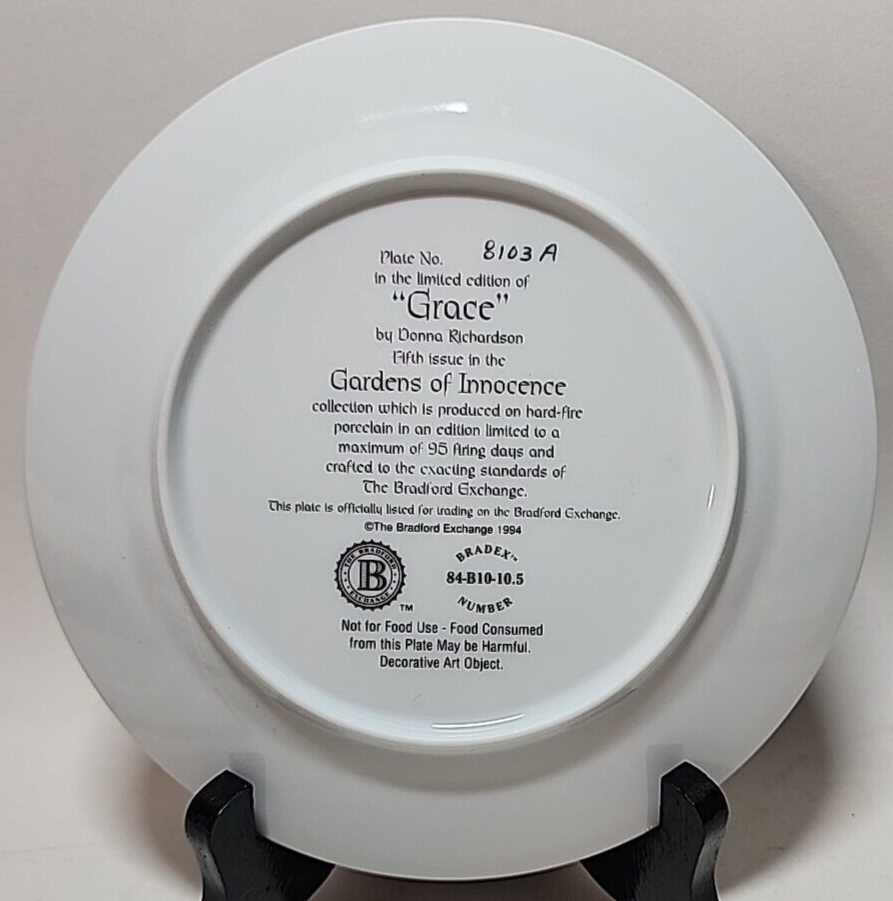 Plate No. 8103 A
in the limited edition of
"Grace"
by Donna Richardson
Fifth issue in the
Gardens of Innocence
collection which is produced on hard-fire
porcelain in an edition limited to a
maximum of 95 firing days and
crafted to the exacting standards of
The Bradford Exchange.
This plate is officially listed for trading on the Bradford Exchange.
©The Bradford Exchange 1994
THE BRADFORD
B
EXCHANGE
TM
BRADEX™
84-B10-10.5
NUMBER
Not for Food Use - Food Consumed
from this Plate May be Harmful.
Decorative Art Object.